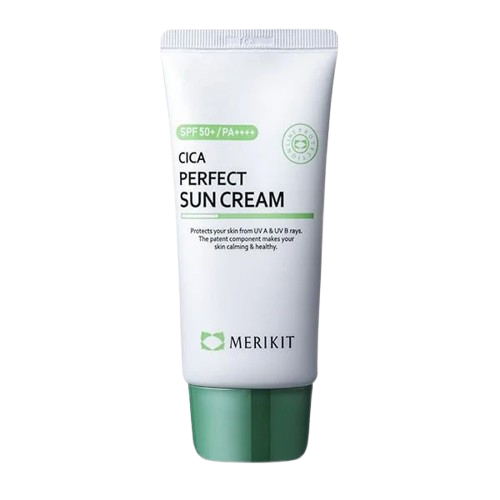 SPF 50+/PA++++
CICA
PERFECT
SUN CREAM
Protects your skin from UV A & UV B rays.
The patent component makes your
skin calming & healthy.
MERIKIT